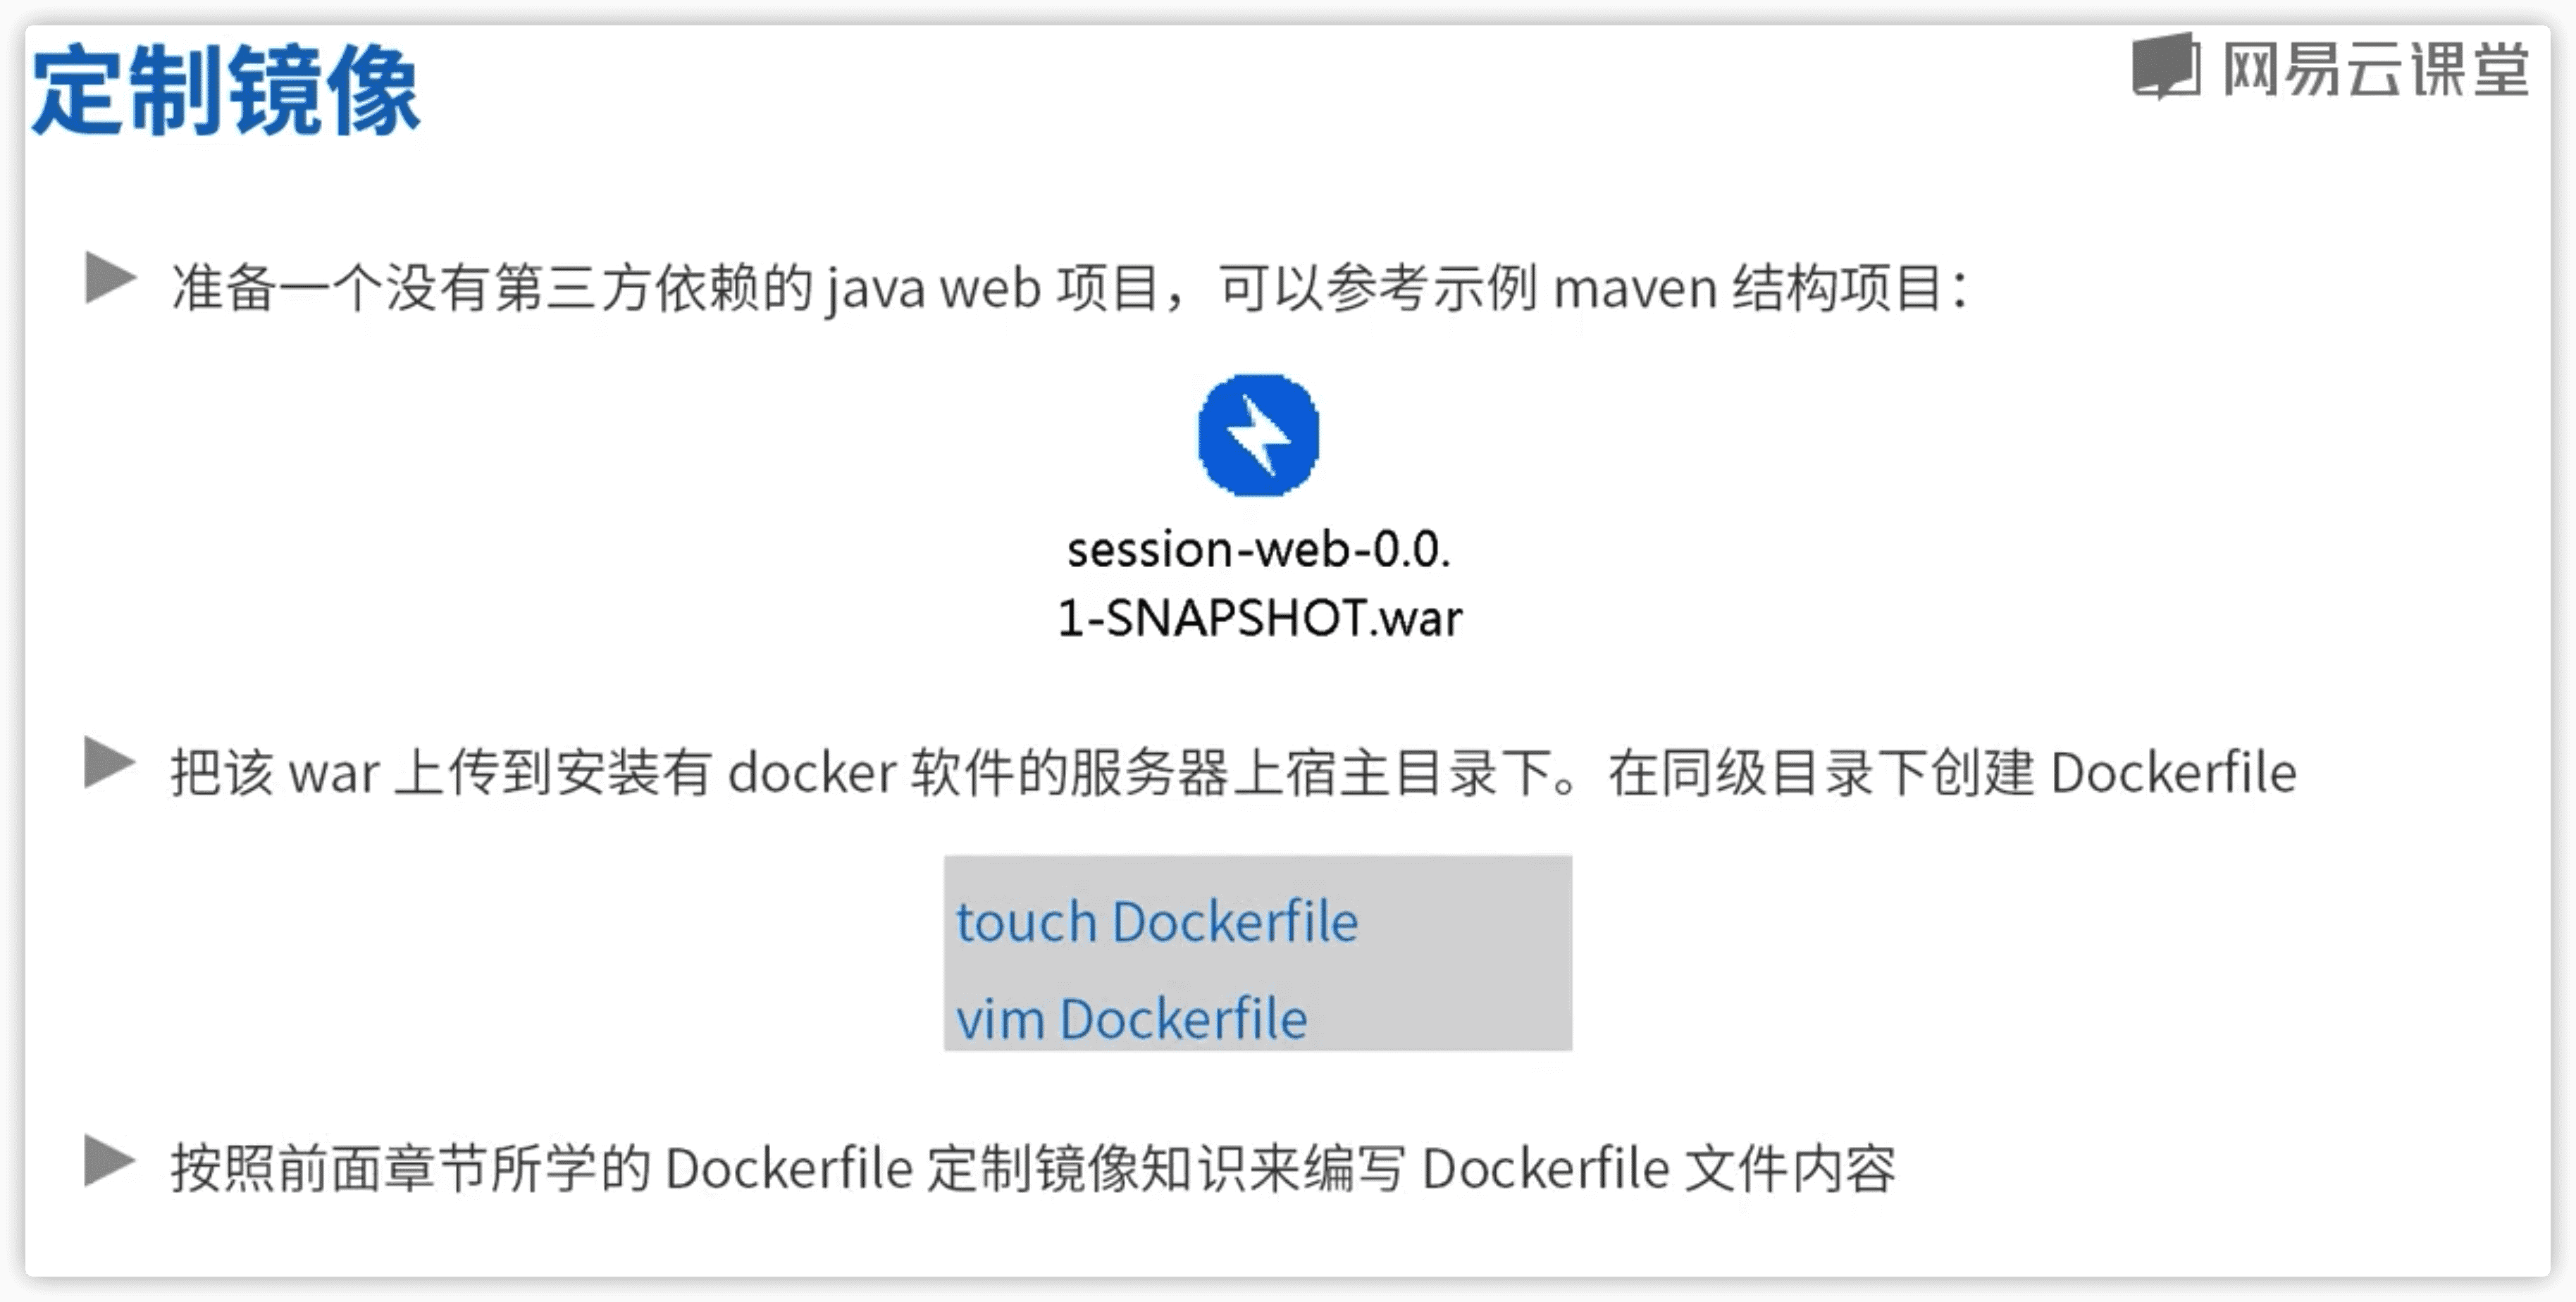 定制镜像
网易云课堂
准备一个没有第三方依赖的 java web 项目，可以参考示例 maven 结构项目：
session-web-0.0.
1-SNAPSHOT.war
把该 war 上传到安装有 docker 软件的服务器上宿主目录下。在同级目录下创建 Dockerfile
touch Dockerfile
vim Dockerfile
按照前面章节所学的 Dockerfile 定制镜像知识来编写 Dockerfile 文件内容